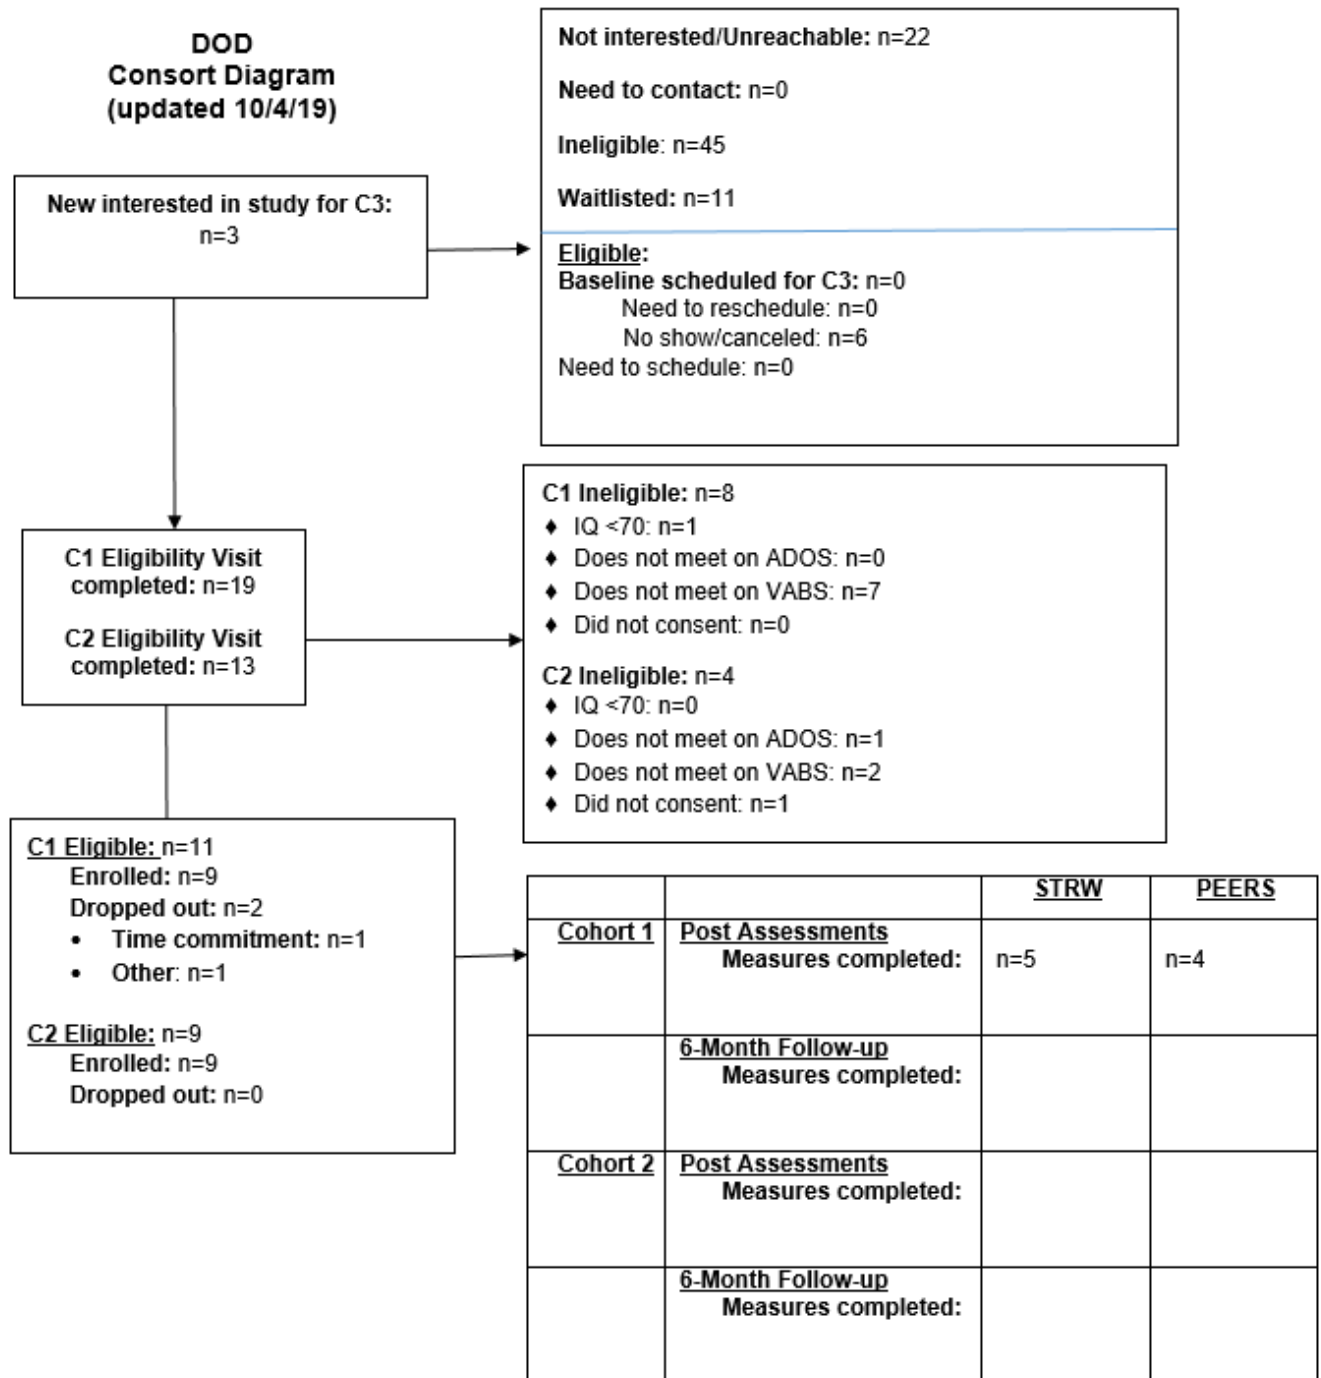 DOD
Consort Diagram
(updated 10/4/19)
Not interested/Unreachable: n=22
Need to contact: n=0
Ineligible: n=45
Waitlisted: n=11
Eligible:
Baseline scheduled for C3: n=0
Need to reschedule: n=0
No show/canceled: n=6
Need to schedule: n=0
New interested in study for C3:
n=3
C1 Eligibility Visit
completed: n=19
C2 Eligibility Visit
completed: n=13
C1 Ineligible: n=8
♦ IQ <70: n=1
♦ Does not meet on ADOS: n=0
♦ Does not meet on VABS: n=7
♦ Did not consent: n=0
C2 Ineligible: n=4
♦ IQ <70: n=0
♦ Does not meet on ADOS: n=1
♦ Does not meet on VABS: n=2
♦ Did not consent: n=1
C1 Eligible: n=11
Enrolled: n=9
Dropped out: n=2
• Time commitment: n=1
• Other: n=1
C2 Eligible: n=9
Enrolled: n=9
Dropped out: n=0
STRW PEERS
Cohort 1 Post Assessments
Measures completed: n=5 n=4
6-Month Follow-up
Measures completed:
Cohort 2 Post Assessments
Measures completed:
6-Month Follow-up
Measures completed: